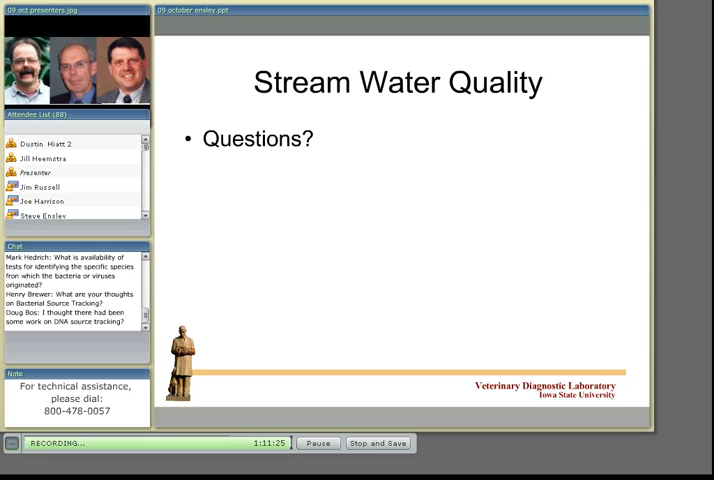 09 oct presenters.jpg
Attendee List (88)
Dustin Hiatt 2
Jill Heemstra
Presenter
Jim Russell
Joe Harrison
Steve Ensley
Chat
Mark Hedrich: What is availability of
tests for identifying the specific species
fron which the bacteria or viruses
originated?
Henry Brewer: What are your thoughts
on Bacterial Source Tracking?
Doug Bos: I thought there had been
some work on DNA source tracking?
Note
For technical assistance,
please dial:
800-478-0057
09 october ensley.ppt
Stream Water Quality
• Questions?
Veterinary Diagnostic Laboratory
Iowa State University
RECORDING...
1:11:25
Pause
Stop and Save